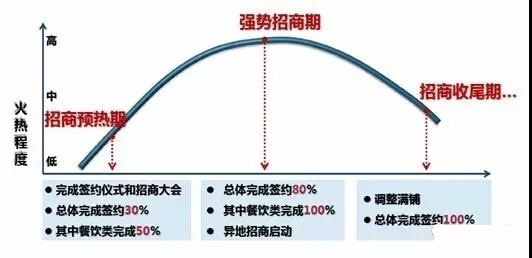 强势招商期
高
中
低
火热程度
招商预热期
招商收尾期...
完成签约仪式和招商大会
总体完成签约30%
其中餐饮类完成50%
总体完成签约80%
其中餐饮类完成100%
异地招商启动
调整满铺
总体完成签约100%